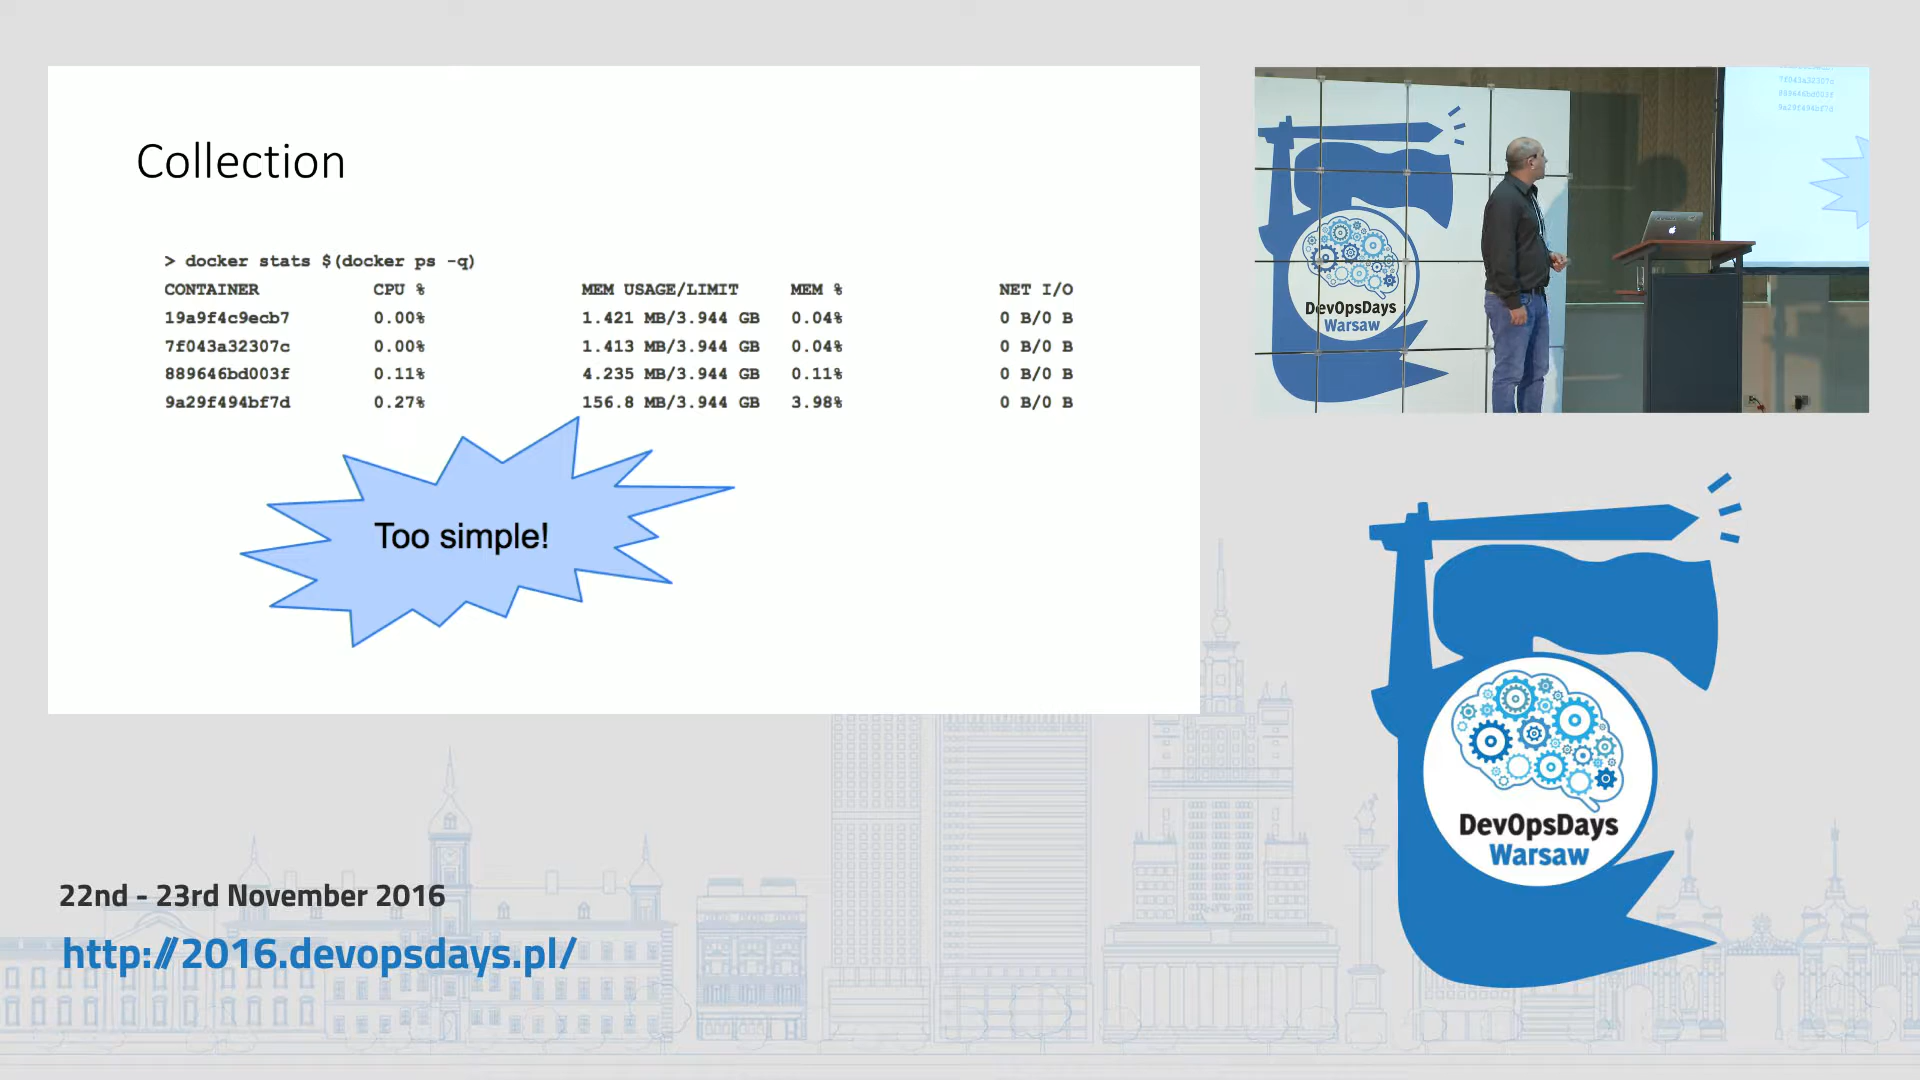 Collection
> docker stats $(docker ps -q)
CONTAINER CPU % MEM USAGE/LIMIT MEM % NET I/O
19a9f4c9ecb7 0.00% 1.421 MB/3.944 GB 0.04% 0 B/0 B
7f043a32307c 0.00% 1.413 MB/3.944 GB 0.04% 0 B/0 B
889646bd003f 0.11% 4.235 MB/3.944 GB 0.11% 0 B/0 B
9a29f494bf7d 0.27% 156.8 MB/3.944 GB 3.98% 0 B/0 B
Too simple!
7f043a32307c
889646bd003f
9a29f494bf7d
DevOpsDays
Warsaw
DevOpsDays
Warsaw
22nd - 23rd November 2016
http://2016.devopsdays.pl/